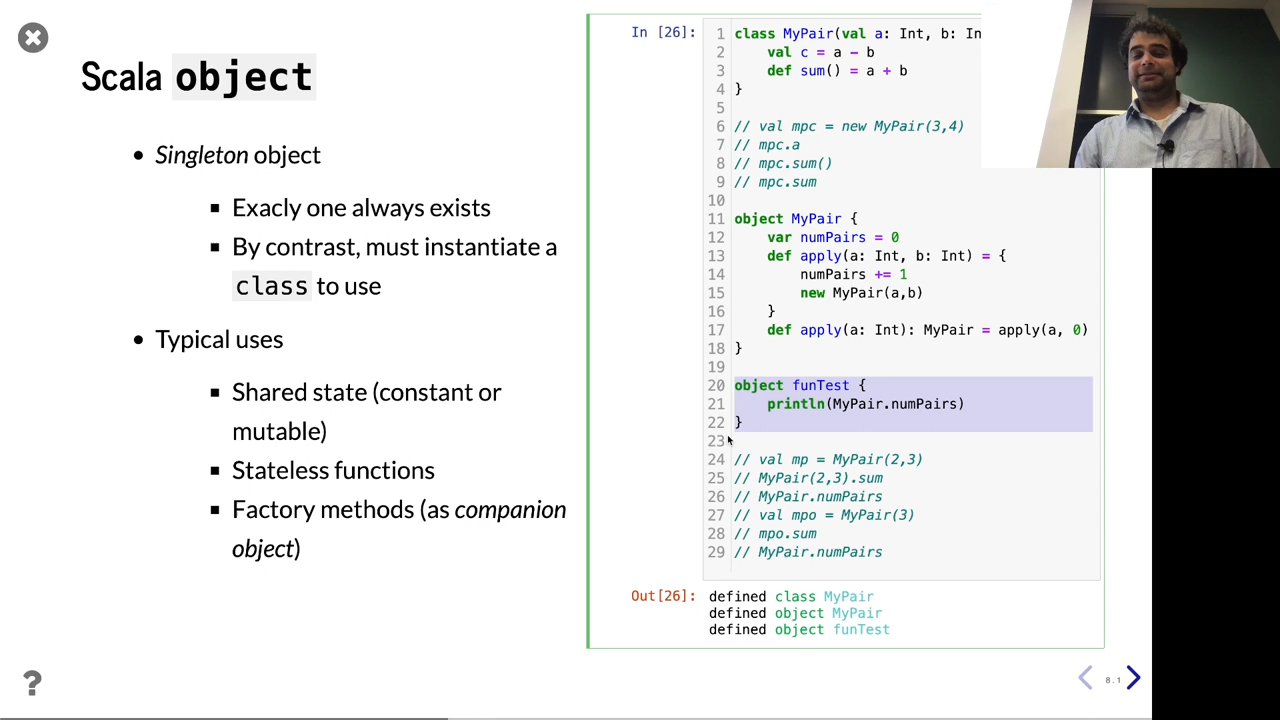 Scala object
• Singleton object
▪ Exacly one always exists
▪ By contrast, must instantiate a
class to use
• Typical uses
▪ Shared state (constant or
mutable)
▪ Stateless functions
▪ Factory methods (as companion
object)
In [26]:
1 class MyPair(val a: Int, b: In
2 val c = a - b
3 def sum() = a + b
4 }
5
6 // val mpc = new MyPair(3,4)
7 // mpc.a
8 // mpc.sum()
9 // mpc.sum
10
11 object MyPair {
12 var numPairs = 0
13 def apply(a: Int, b: Int) = {
14 numPairs += 1
15 new MyPair(a,b)
16 }
17 def apply(a: Int): MyPair = apply(a, 0)
18 }
19
20 object funTest {
21 println(MyPair.numPairs)
22 }
23
24 // val mp = MyPair(2,3)
25 // MyPair(2,3).sum
26 // MyPair.numPairs
27 // val mpo = MyPair(3)
28 // mpo.sum
29 // MyPair.numPairs
Out[26]: defined class MyPair
defined object MyPair
defined object funTest
?
8.1